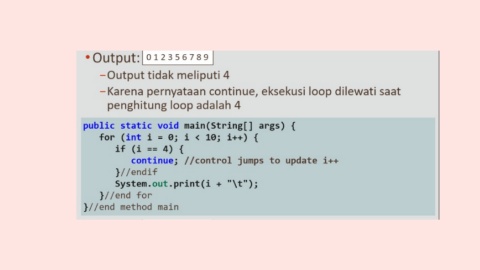 • Output: 0 1 2 3 5 6 7 8 9
–Output tidak meliputi 4
–Karena pernyataan continue, eksekusi loop dilewati saat
penghitung loop adalah 4
public static void main(String[] args) {
for (int i = 0; i < 10; i++) {
if (i == 4) {
continue; //control jumps to update i++
}//endif
System.out.print(i + "\t");
}//end for
}//end method main